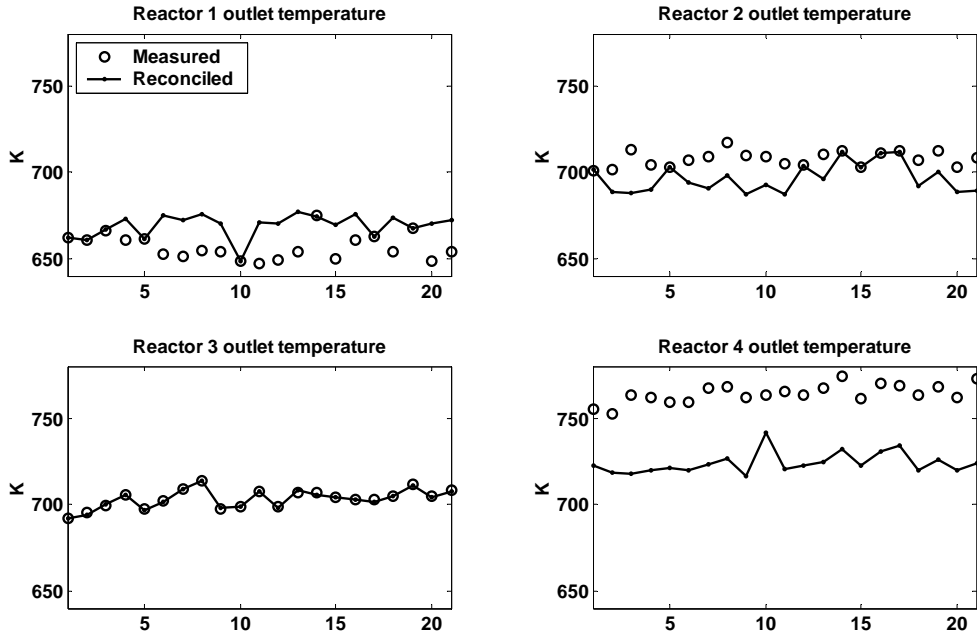 Reactor 1 outlet temperature
Measured
Reconciled
K
750
700
650
5 10 15 20
Reactor 2 outlet temperature
K
750
700
650
5 10 15 20
Reactor 3 outlet temperature
K
750
700
650
5 10 15 20
Reactor 4 outlet temperature
K
750
700
650
5 10 15 20